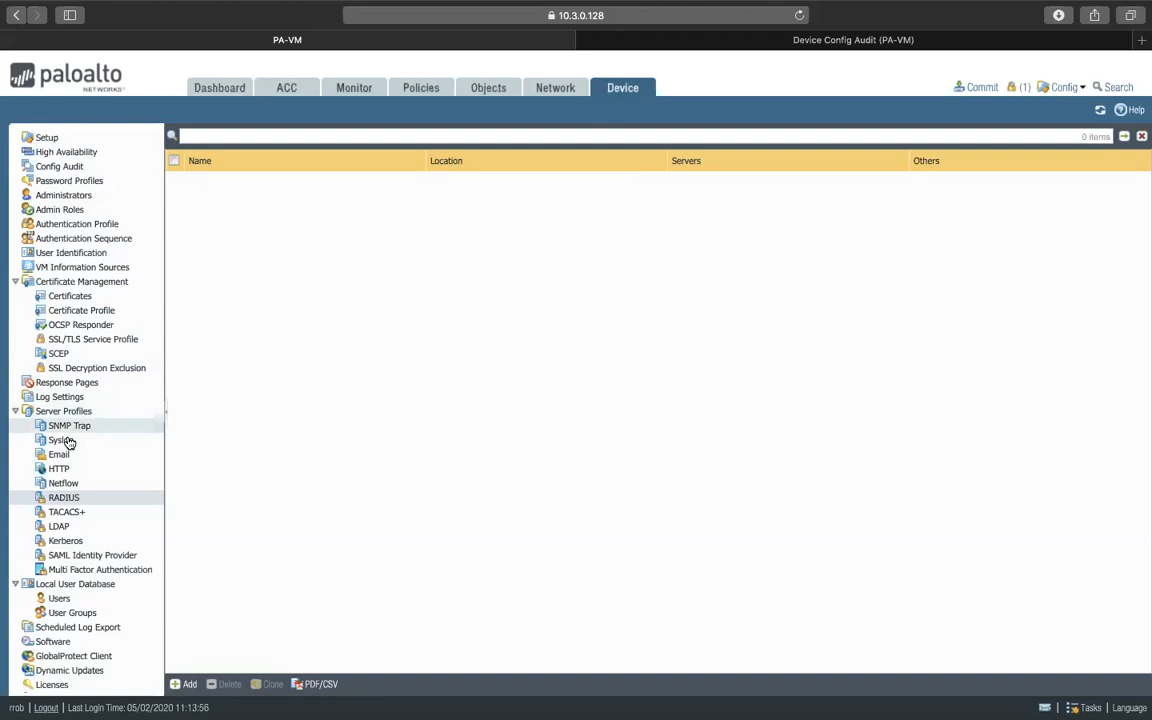 10.3.0.128
PA-VM
Device Config Audit (PA-VM)
paloalto
NETWORKS
Dashboard
ACC
Monitor
Policies
Objects
Network
Device
Commit
(1)
Config
Search
Help
Setup
High Availability
Config Audit
Password Profiles
Administrators
Admin Roles
Authentication Profile
Authentication Sequence
User Identification
VM Information Sources
Certificate Management
Certificates
Certificate Profile
OCSP Responder
SSL/TLS Service Profile
SCEP
SSL Decryption Exclusion
Response Pages
Log Settings
Server Profiles
SNMP Trap
Email
HTTP
Netflow
RADIUS
TACACS+
LDAP
Kerberos
SAML Identity Provider
Multi Factor Authentication
Local User Database
Users
User Groups
Scheduled Log Export
Software
GlobalProtect Client
Dynamic Updates
Licenses
0 items
Name
Location
Servers
Others
Add
Delete
Clone
PDF/CSV
rrob | Logout | Last Login Time: 05/02/2020 11:13:56
Tasks | Language